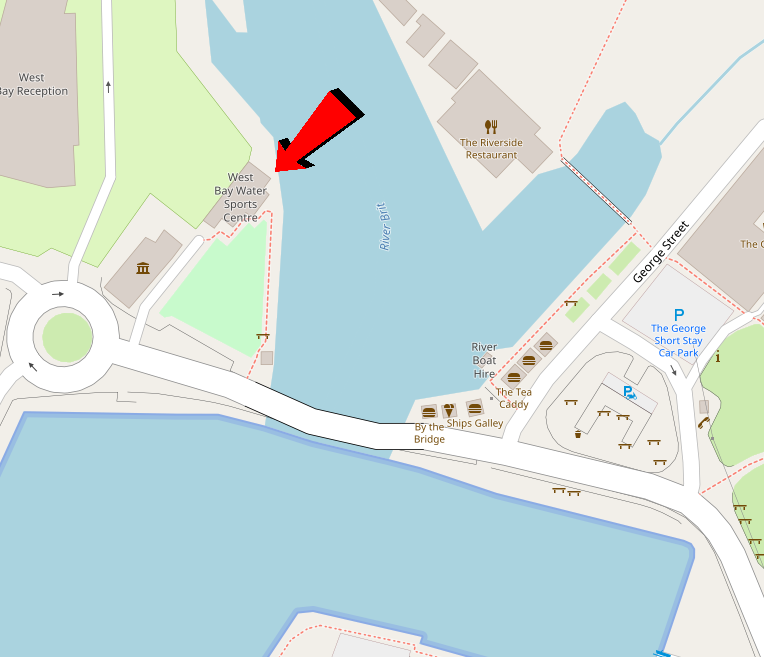 West
Bay Reception
The Riverside
Restaurant
West
Bay Water
Sports
Centre
River Brit
George Street
The
P
The George
Short Stay
Car Park
i
River
Boat
Hire
P
The Tea
Caddy
Ships Galley
By the
Bridge